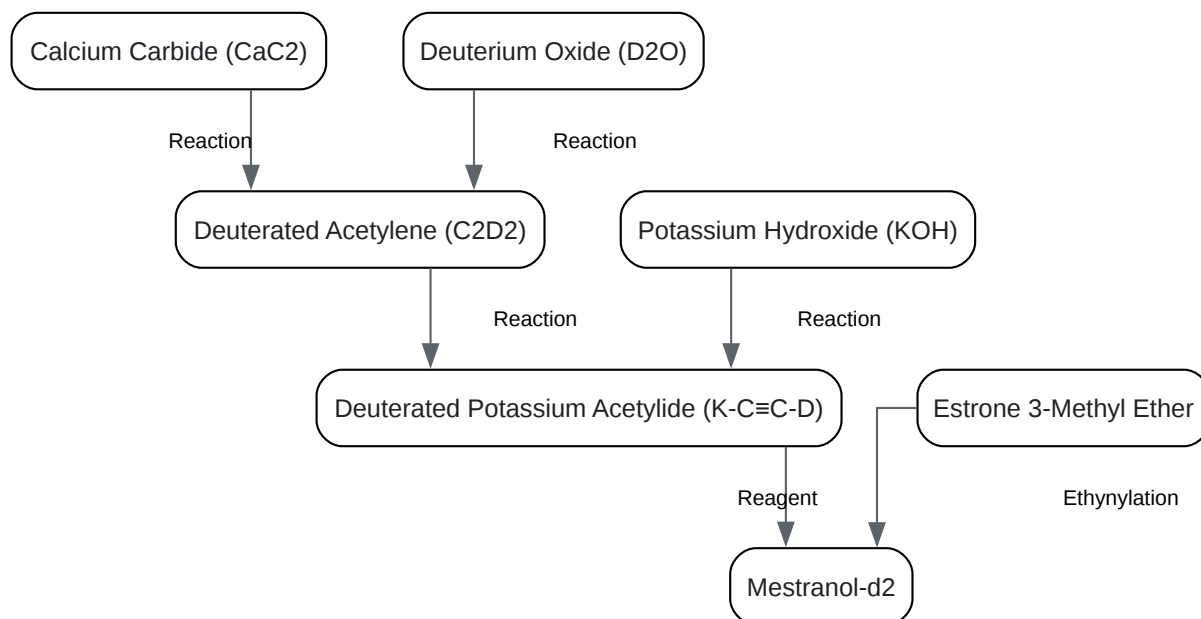 Calcium Carbide (CaC2)
Deuterium Oxide (D2O)
Reaction
Reaction
Deuterated Acetylene (C2D2)
Potassium Hydroxide (KOH)
Reaction
Reaction
Deuterated Potassium Acetylide (K-C≡C-D)
Estrone 3-Methyl Ether
Reagent
Ethynylation
Mestranol-d2